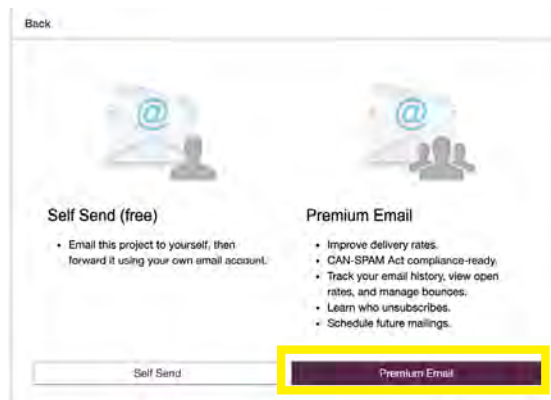 Back
@
@
Self Send (free)
• Email this project to yourself, then
forward it using your own email account.
Premium Email
• Improve delivery rates.
• CAN-SPAM Act compliance-ready.
• Track your email history, view open
rates, and manage bounces.
• Learn who unsubscribes.
• Schedule future mailings.
Self Send
Premium Email